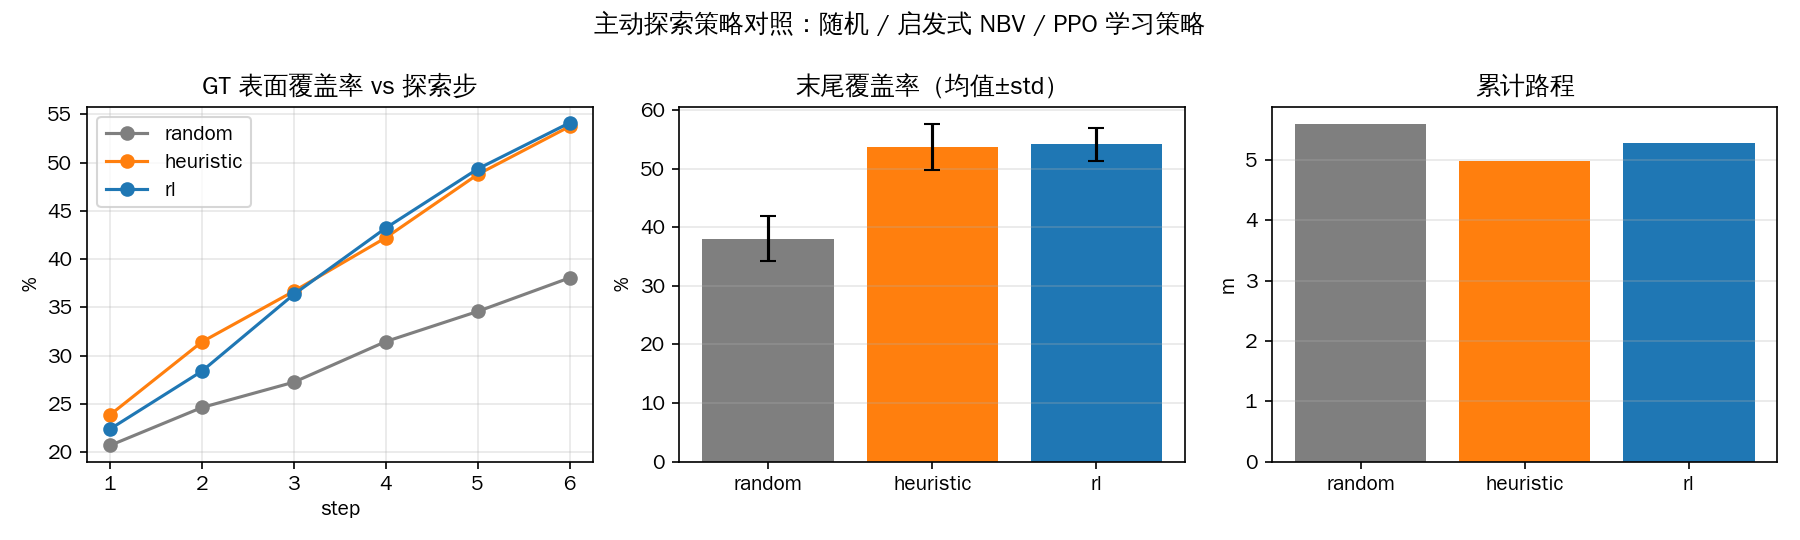 主动探索策略对照：随机 / 启发式 NBV / PPO 学习策略
GT 表面覆盖率 vs 探索步
55
50
45
40
35
30
25
20
%
random
heuristic
rl
1 2 3 4 5 6
step
末尾覆盖率（均值±std）
60
50
40
30
20
10
0
%
random heuristic rl
累计路程
5
4
3
2
1
0
m
random heuristic rl